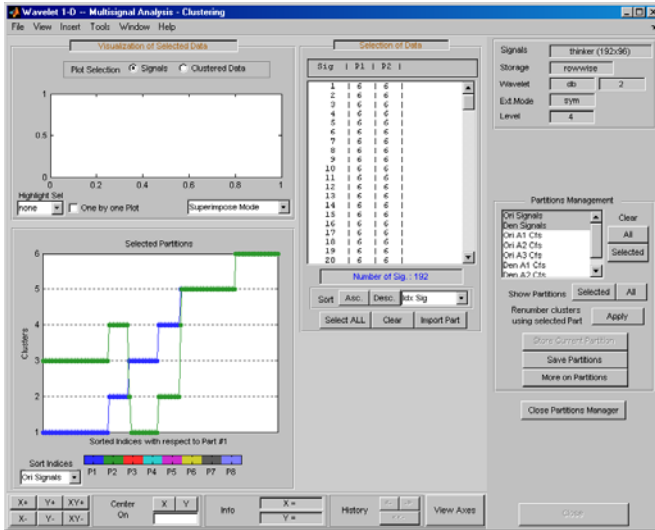 Wavelet 1-D -- Multisignal Analysis - Clustering
File View Insert Tools Window Help
Visualization of Selected Data
Plot Selection Signals Clustered Data
1
0.5
0
0 0.2 0.4 0.6 0.8 1
Highlight Sel
none One by one Plot Superimpose Mode
Selected Partitions
6
5
4
3
2
1
Clusters
Sorted Indices with respect to Part #1
Sort Indices
Ori Signals
P1 P2 P3 P4 P5 P6 P7 P8
Selection of Data
Sig | P1 | P2 |
1 | 6 | 6 |
2 | 6 | 6 |
3 | 6 | 6 |
4 | 6 | 6 |
5 | 6 | 6 |
6 | 6 | 6 |
7 | 6 | 6 |
8 | 6 | 6 |
9 | 6 | 6 |
10 | 6 | 6 |
11 | 6 | 6 |
12 | 6 | 6 |
13 | 6 | 6 |
14 | 6 | 6 |
15 | 6 | 6 |
16 | 6 | 6 |
17 | 6 | 6 |
18 | 6 | 6 |
19 | 6 | 6 |
20 | 6 | 6 |
Number of Sig.: 192
Sort Asc. Desc. Idx Sig
Select ALL Clear Import Part
Signals thinker (192x96)
Storage rowwise
Wavelet db 2
Ext.Mode sym
Level 4
Partitions Management
Ori Signals
Den Signals
Ori A1 Cfs
Ori A2 Cfs
Ori A3 Cfs
Den A1 Cfs
Den A2 Cfs
Clear
All
Selected
Show Partitions Selected All
Renumber clusters
using selected Part Apply
Store Current Partition
Save Partitions
More on Partitions
Close Partitions Manager
X+ Y+ XY+
X- Y- XY-
Center
On
X Y
Info
X =
Y =
History
<- ->
<<-
View Axes
Close